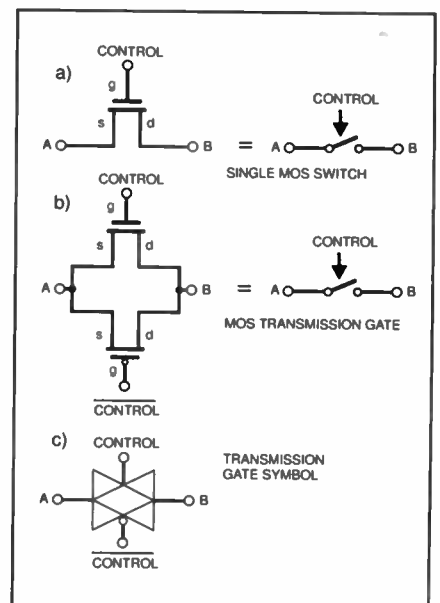 a)
CONTROL
g
s d
A B
=
CONTROL
A B
SINGLE MOS SWITCH
b)
CONTROL
g
s d
A B
=
CONTROL
A B
MOS TRANSMISSION GATE
s d
g
CONTROL
c)
CONTROL
A B
CONTROL
TRANSMISSION
GATE SYMBOL